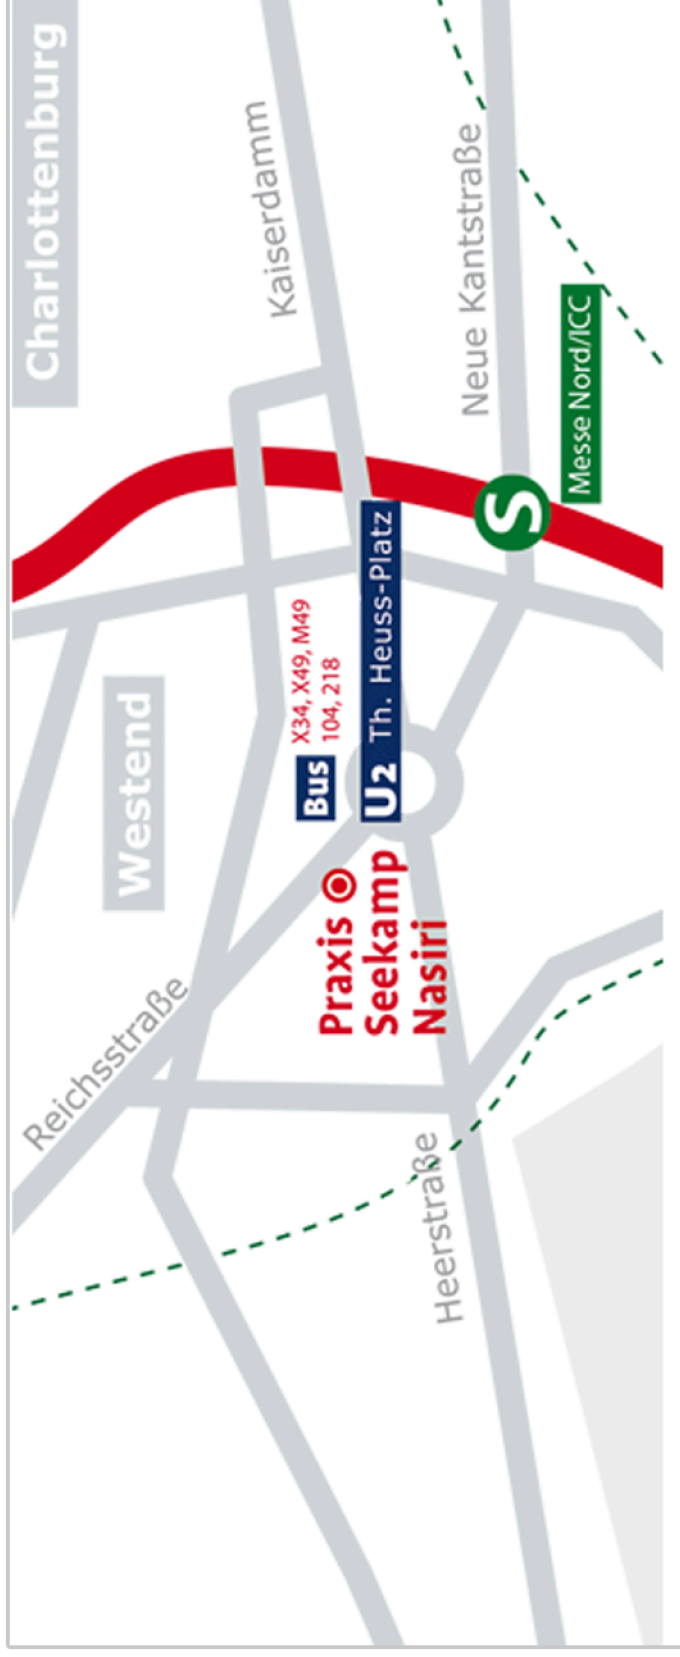 Westend
Charlottenburg
Reichsstraße
Kaiserdamm
Bus
X34, X49, M49
104, 218
Praxis
Seekamp
Nasiri
U2 Th. Heuss-Platz
Heerstraße
Neue Kantstraße
S
Messe Nord/ICC